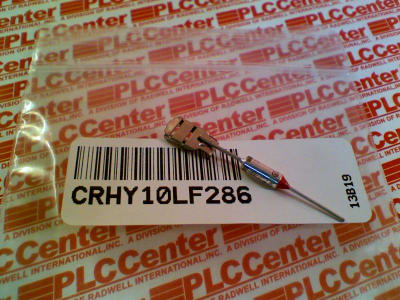 PLCCenter
A DIVISION OF RADWELL INTERNATIONAL, INC.
CRHY10LF286
13B19